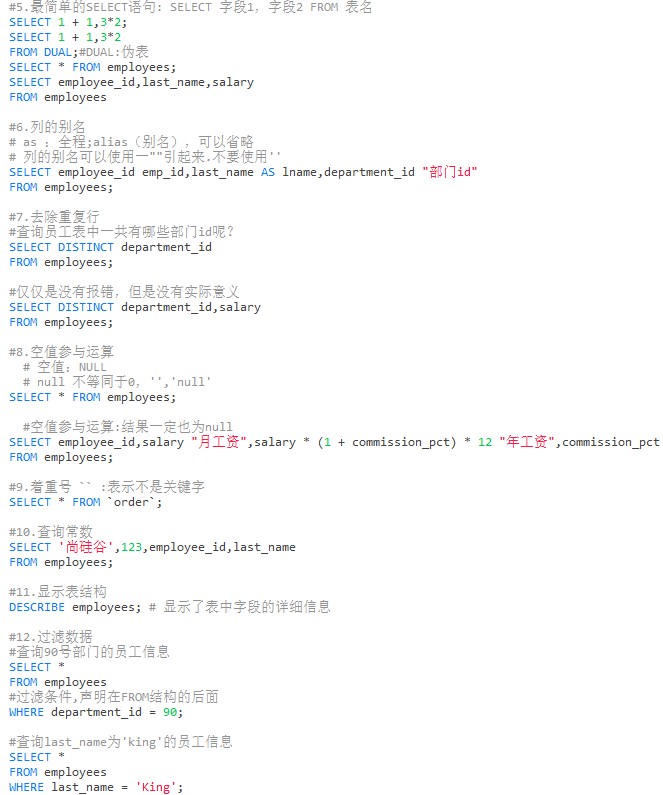 #5.最简单的SELECT语句: SELECT 字段1, 字段2 FROM 表名
SELECT 1 + 1,3*2;
SELECT 1 + 1,3*2
FROM DUAL;#DUAL:伪表
SELECT * FROM employees;
SELECT employee_id,last_name,salary
FROM employees
#6.列的别名
# as : 全程;alias（别名）, 可以省略
# 列的别名可以使用一""引起来.不要使用''
SELECT employee_id emp_id,last_name AS lname,department_id "部门id"
FROM employees;
#7.去除重复行
#查询员工表中一共有哪些部门id呢?
SELECT DISTINCT department_id
FROM employees;
#仅仅是没有报错, 但是没有实际意义
SELECT DISTINCT department_id,salary
FROM employees;
#8.空值参与运算
# 空值: NULL
# null 不等同于0, '','null'
SELECT * FROM employees;
#空值参与运算:结果一定也为null
SELECT employee_id,salary "月工资",salary * (1 + commission_pct) * 12 "年工资",commission_pct
FROM employees;
#9.着重号 `` :表示不是关键字
SELECT * FROM `order`;
#10.查询常数
SELECT '尚硅谷',123,employee_id,last_name
FROM employees;
#11.显示表结构
DESCRIBE employees; # 显示了表中字段的详细信息
#12.过滤数据
#查询90号部门的员工信息
SELECT *
FROM employees
#过滤条件,声明在FROM结构的后面
WHERE department_id = 90;
#查询last_name为'king'的员工信息
SELECT *
FROM employees
WHERE last_name = 'King';